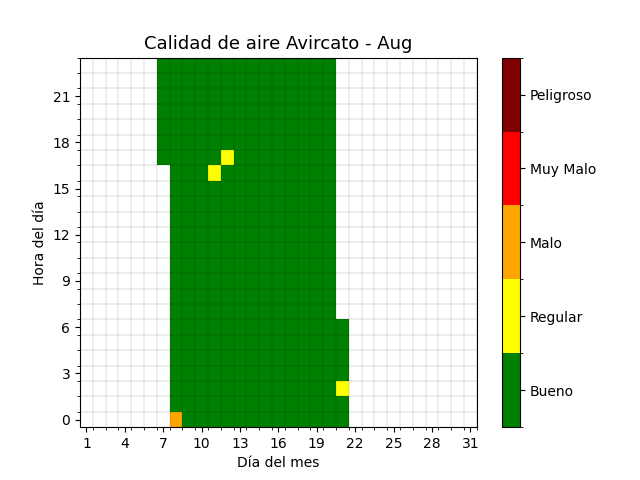 Calidad de aire Avircato - Aug
21
18
15
12
9
6
3
0
Hora del día
1 4 7 10 13 16 19 22 25 28 31
Día del mes
Peligroso
Muy Malo
Malo
Regular
Bueno